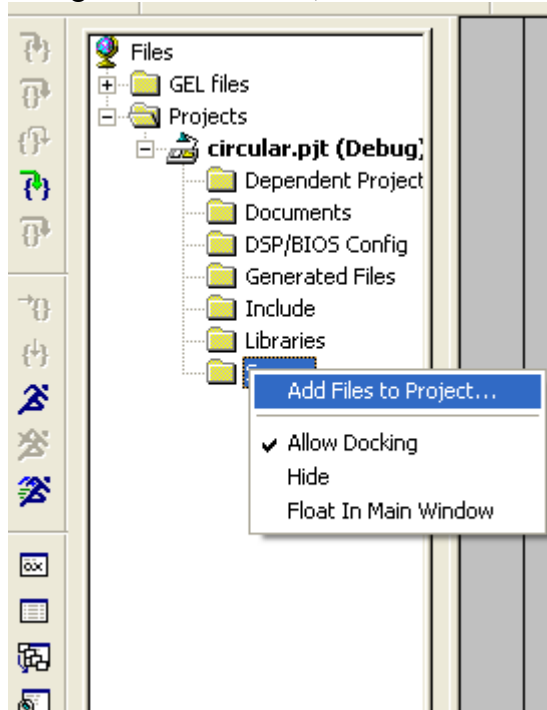 Files
GEL files
Projects
circular.pjt (Debug)
Dependent Project
Documents
DSP/BIOS Config
Generated Files
Include
Libraries
Add Files to Project...
Allow Docking
Hide
Float In Main Window